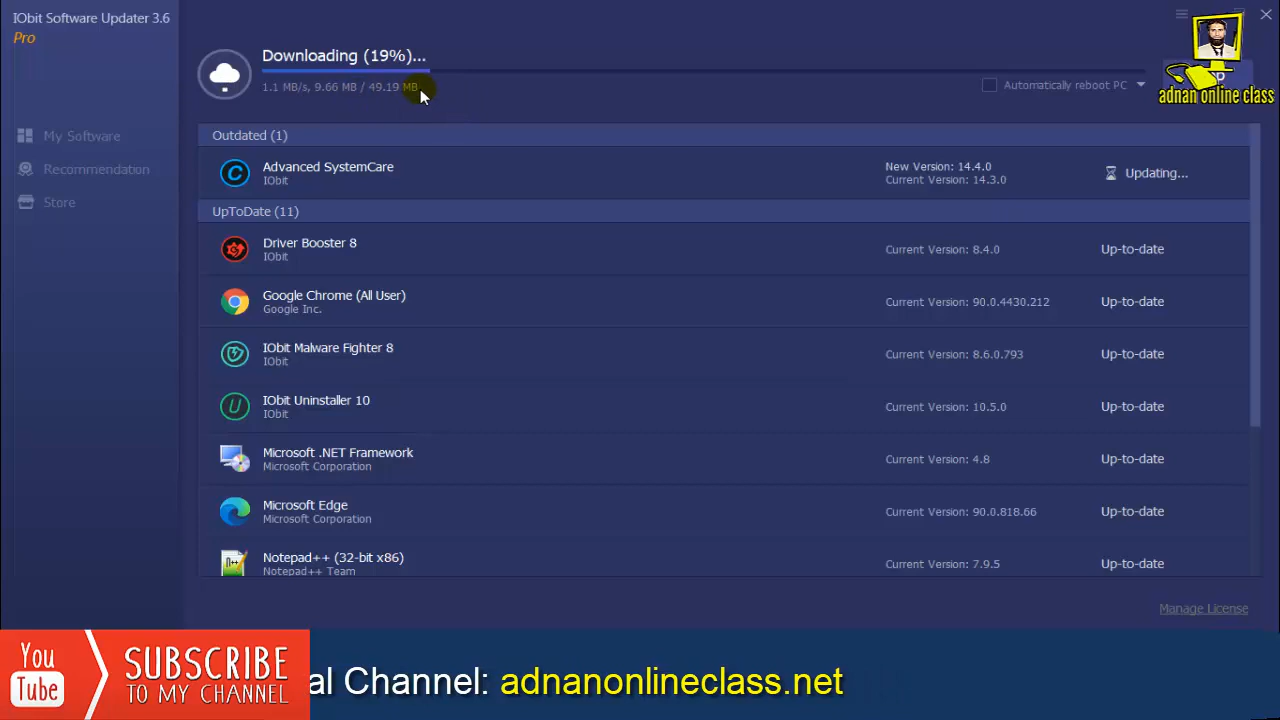 IObit Software Updater 3.6
Pro
Downloading (19%)...
1.1 MB/s, 9.66 MB / 49.19 MB
Automatically reboot PC
adnan online class
My Software
Recommendation
Store
Outdated (1)
Advanced SystemCare
IObit
New Version: 14.4.0
Current Version: 14.3.0
Updating...
UpToDate (11)
Driver Booster 8
IObit
Current Version: 8.4.0
Up-to-date
Google Chrome (All User)
Google Inc.
Current Version: 90.0.4430.212
Up-to-date
IObit Malware Fighter 8
IObit
Current Version: 8.6.0.793
Up-to-date
IObit Uninstaller 10
IObit
Current Version: 10.5.0
Up-to-date
Microsoft .NET Framework
Microsoft Corporation
Current Version: 4.8
Up-to-date
Microsoft Edge
Microsoft Corporation
Current Version: 90.0.818.66
Up-to-date
Notepad++ (32-bit x86)
Notepad++ Team
Current Version: 7.9.5
Up-to-date
Manage License
You
Tube
SUBSCRIBE
TO MY CHANNEL
al Channel: adnanonlineclass.net